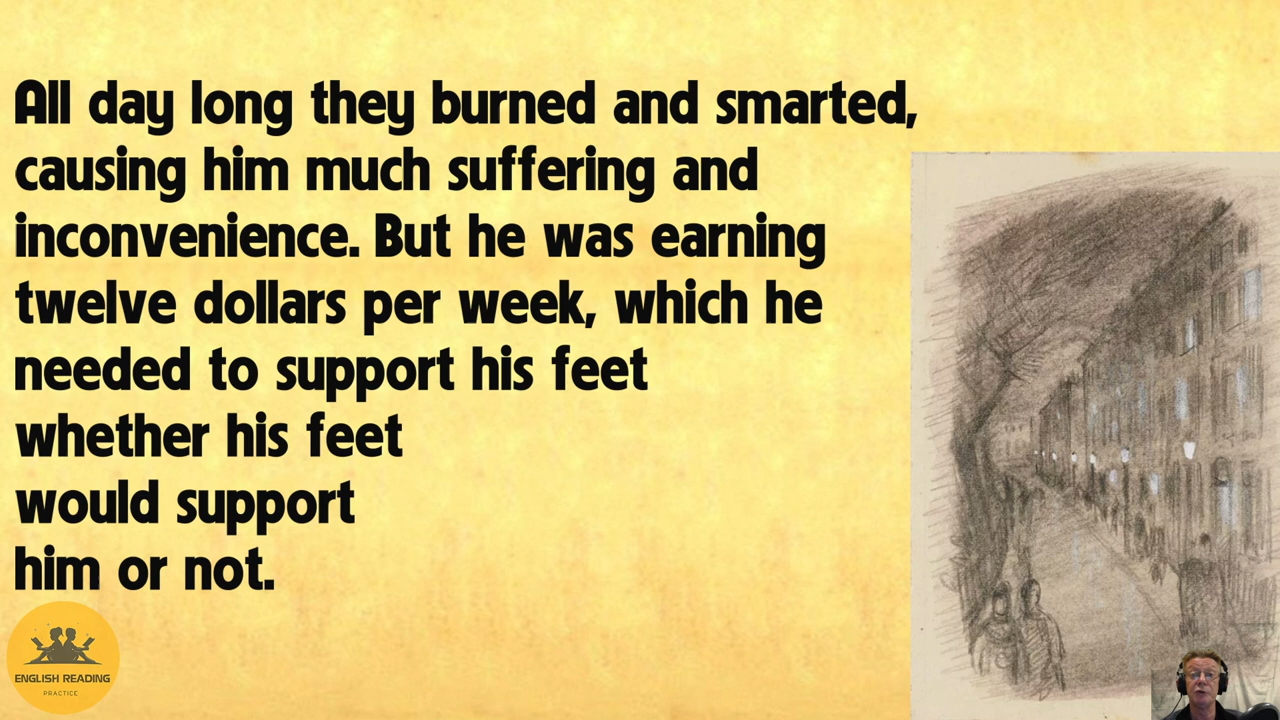 All day long they burned and smarted,
causing him much suffering and
inconvenience. But he was earning
twelve dollars per week, which he
needed to support his feet
whether his feet
would support
him or not.
ENGLISH READING
PRACTICE